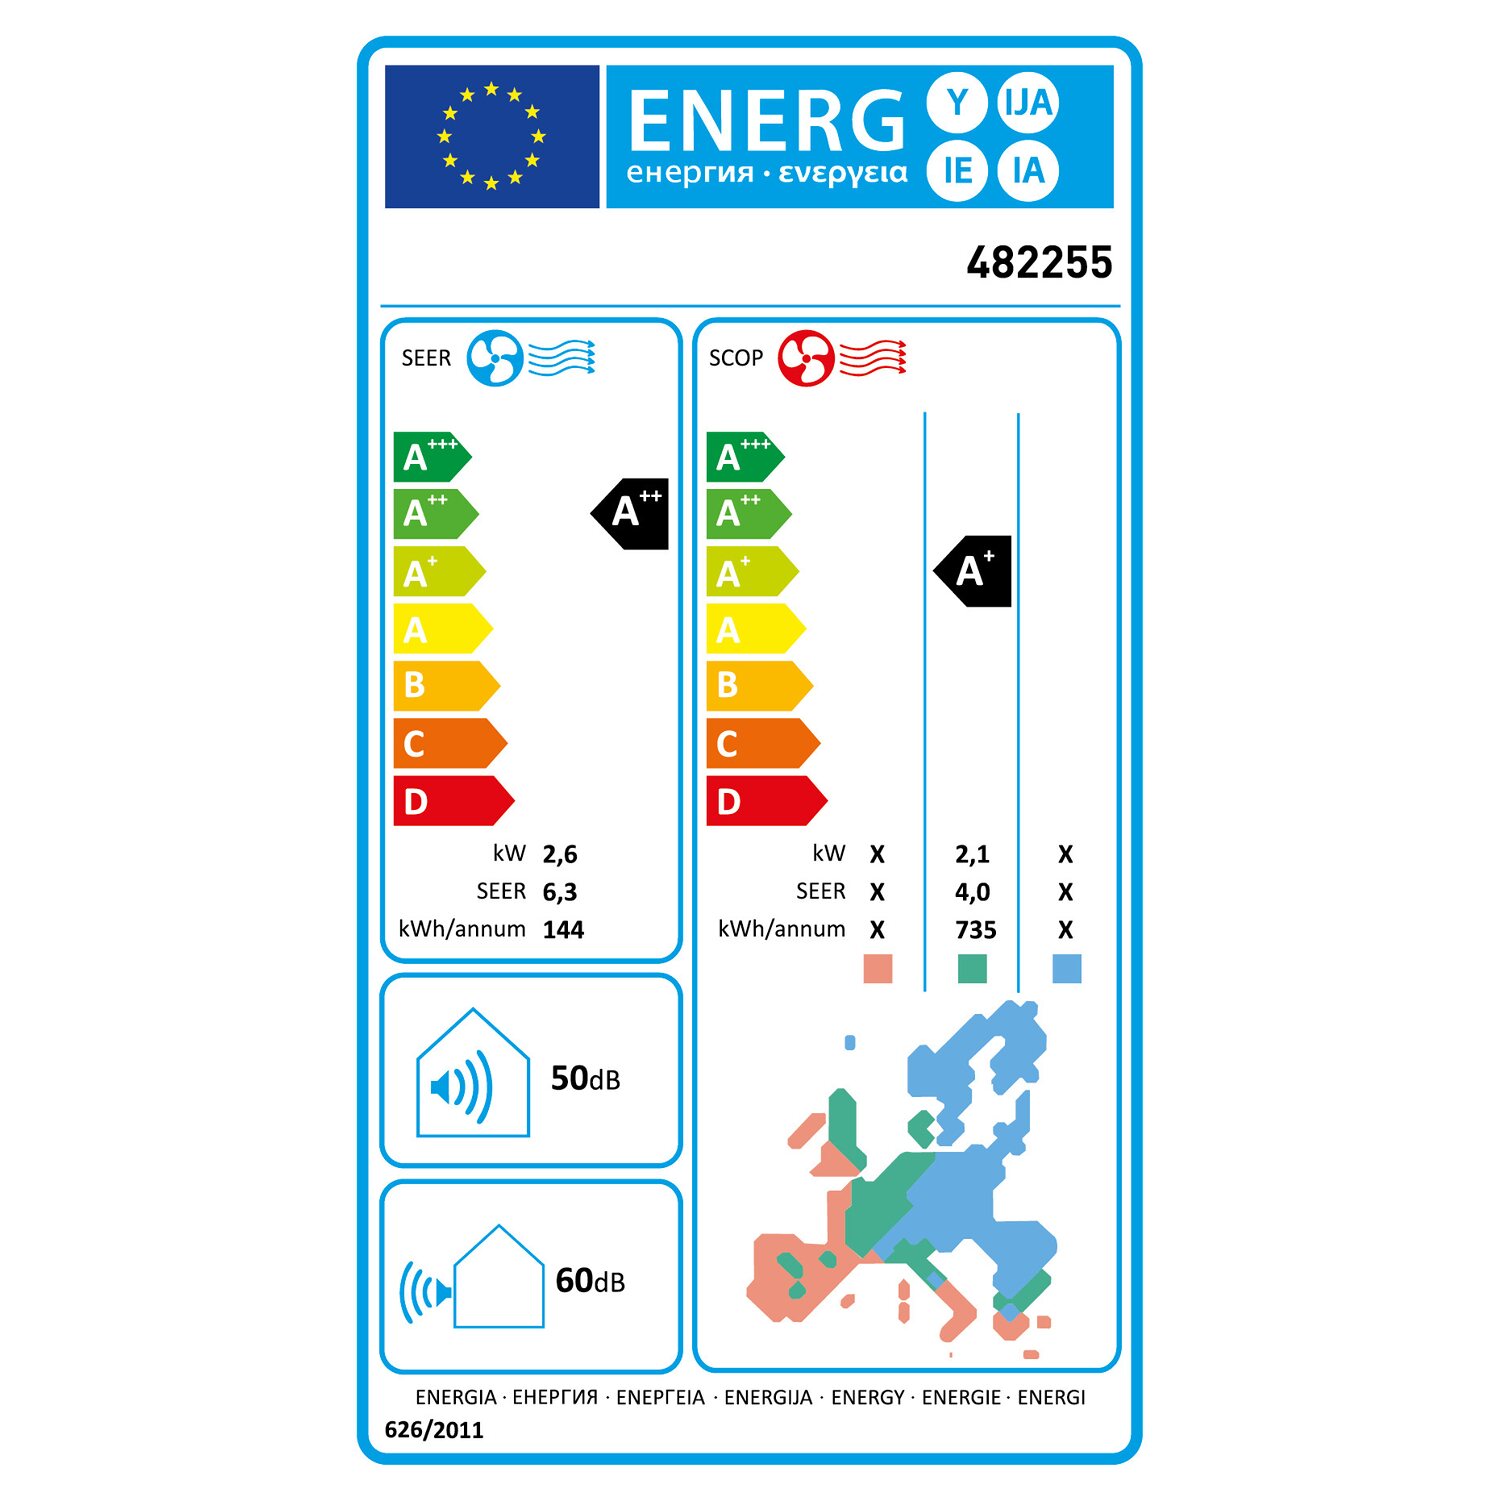 ENERG Y IJA
енергия · ενεργεια IE IA
482255
SEER
A+++
A++
A+
A
B
C
D
A++
kW 2,6
SEER 6,3
kWh/annum 144
SCOP
A+++
A++
A+
A
B
C
D
A+
kW X 2,1 X
SEER X 4,0 X
kWh/annum X 735 X
50dB
60dB
ENERGIA · ЕНЕРГИЯ · ΕΝΕΡΓΕΙΑ · ENERGIJA · ENERGY · ENERGIE · ENERGI
626/2011